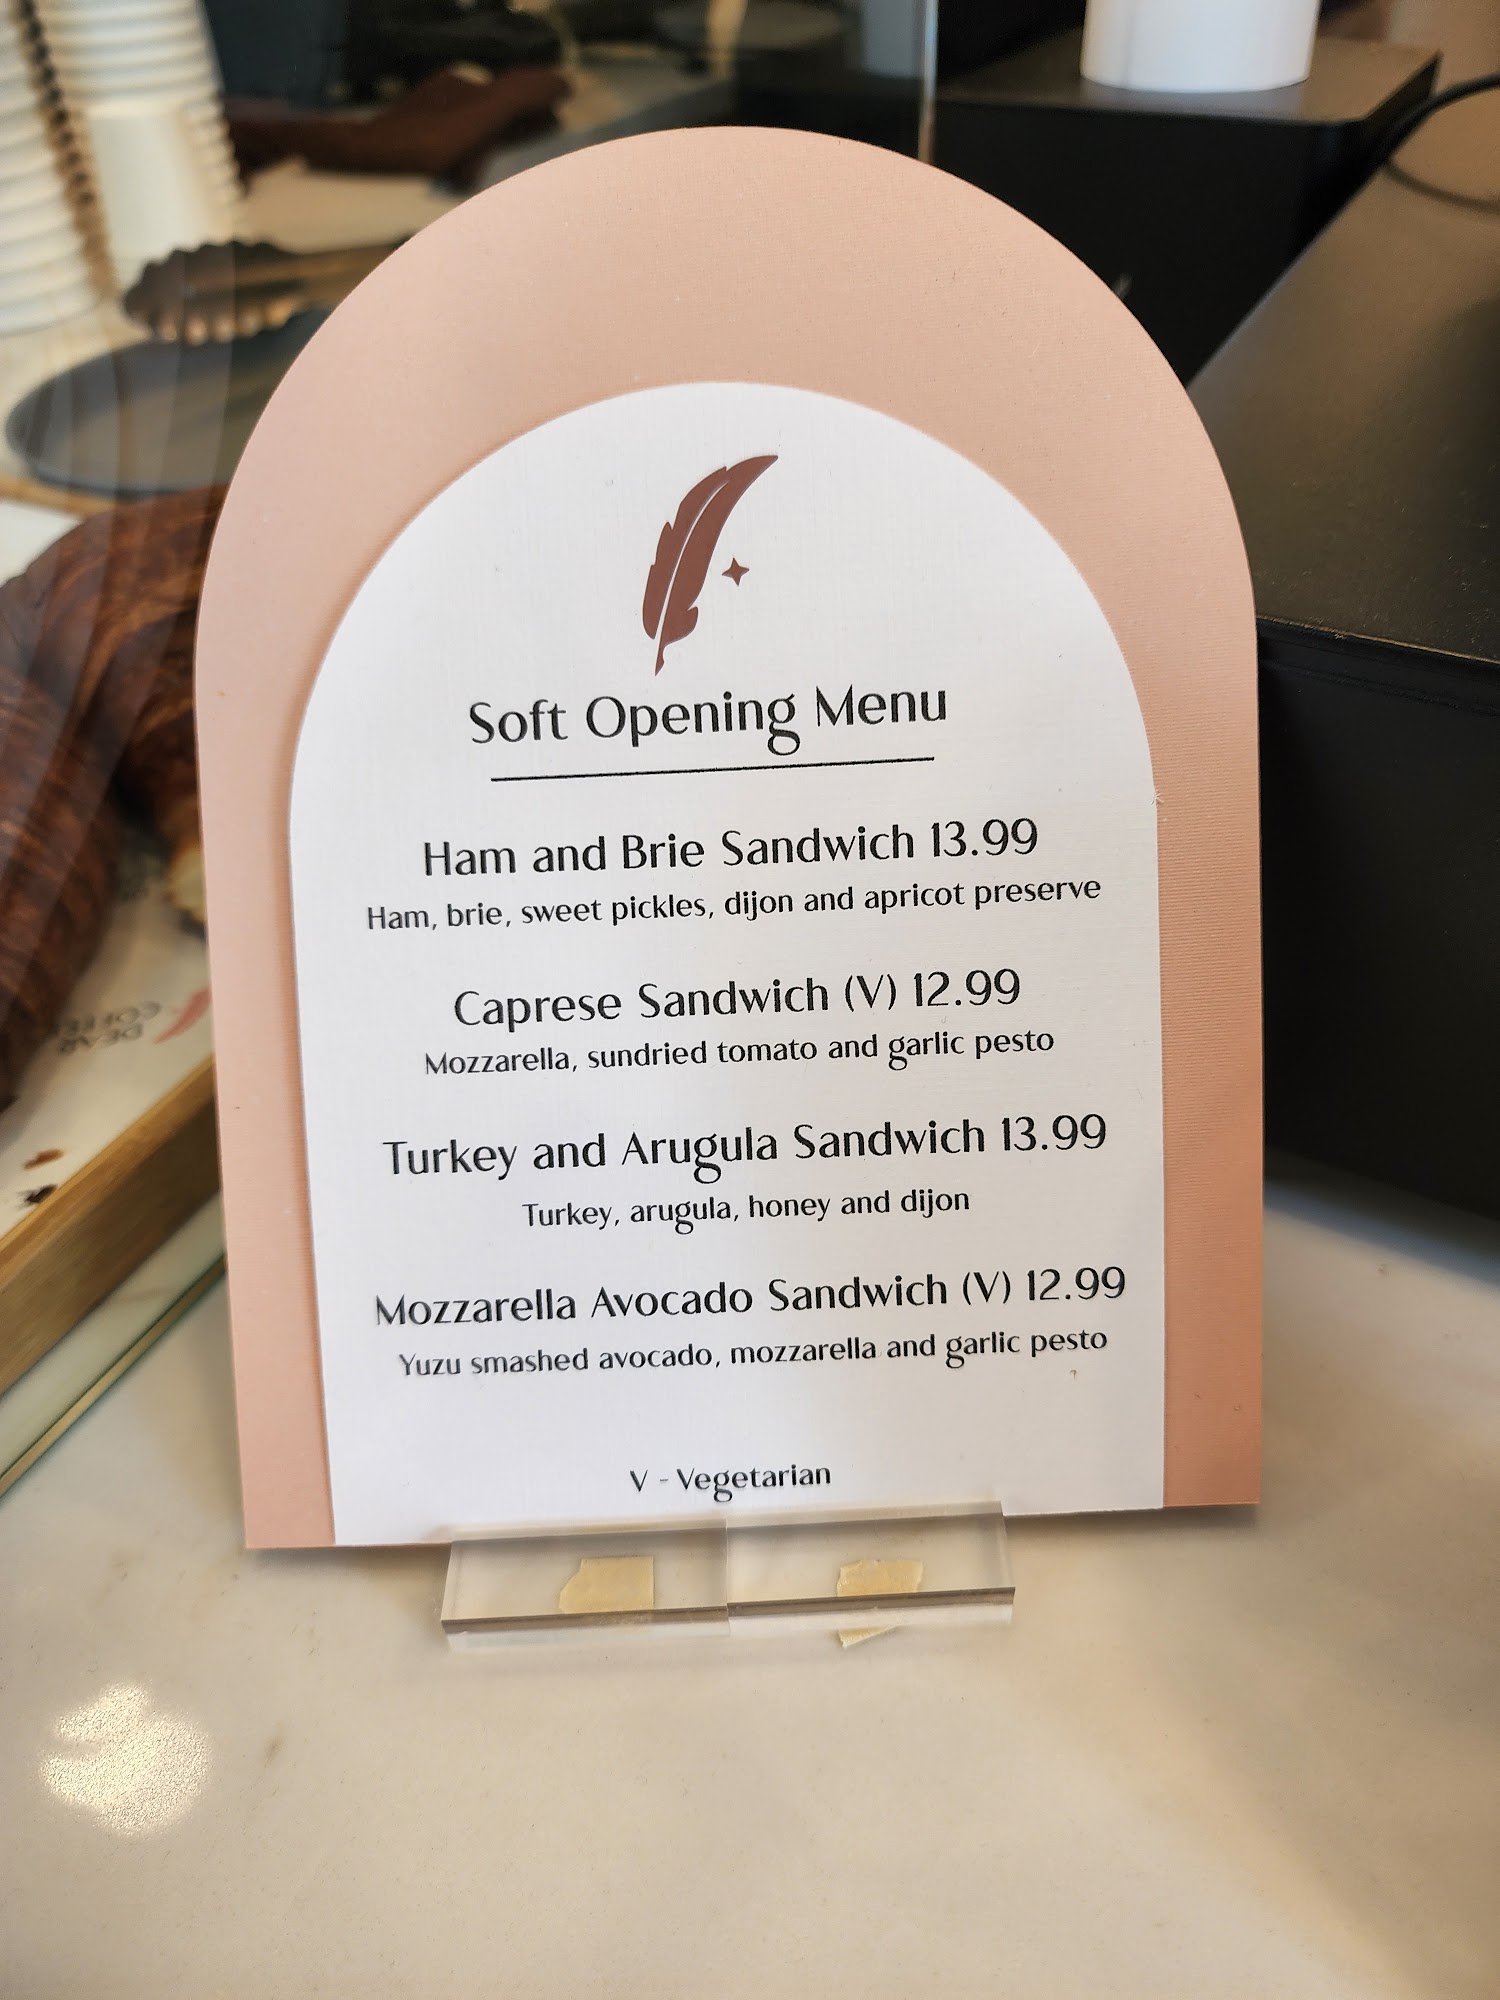 Soft Opening Menu
Ham and Brie Sandwich 13.99
Ham, brie, sweet pickles, dijon and apricot preserve
Caprese Sandwich (V) 12.99
Mozzarella, sundried tomato and garlic pesto
Turkey and Arugula Sandwich 13.99
Turkey, arugula, honey and dijon
Mozzarella Avocado Sandwich (V) 12.99
Yuzu smashed avocado, mozzarella and garlic pesto
V - Vegetarian
DEAR
COFFEE